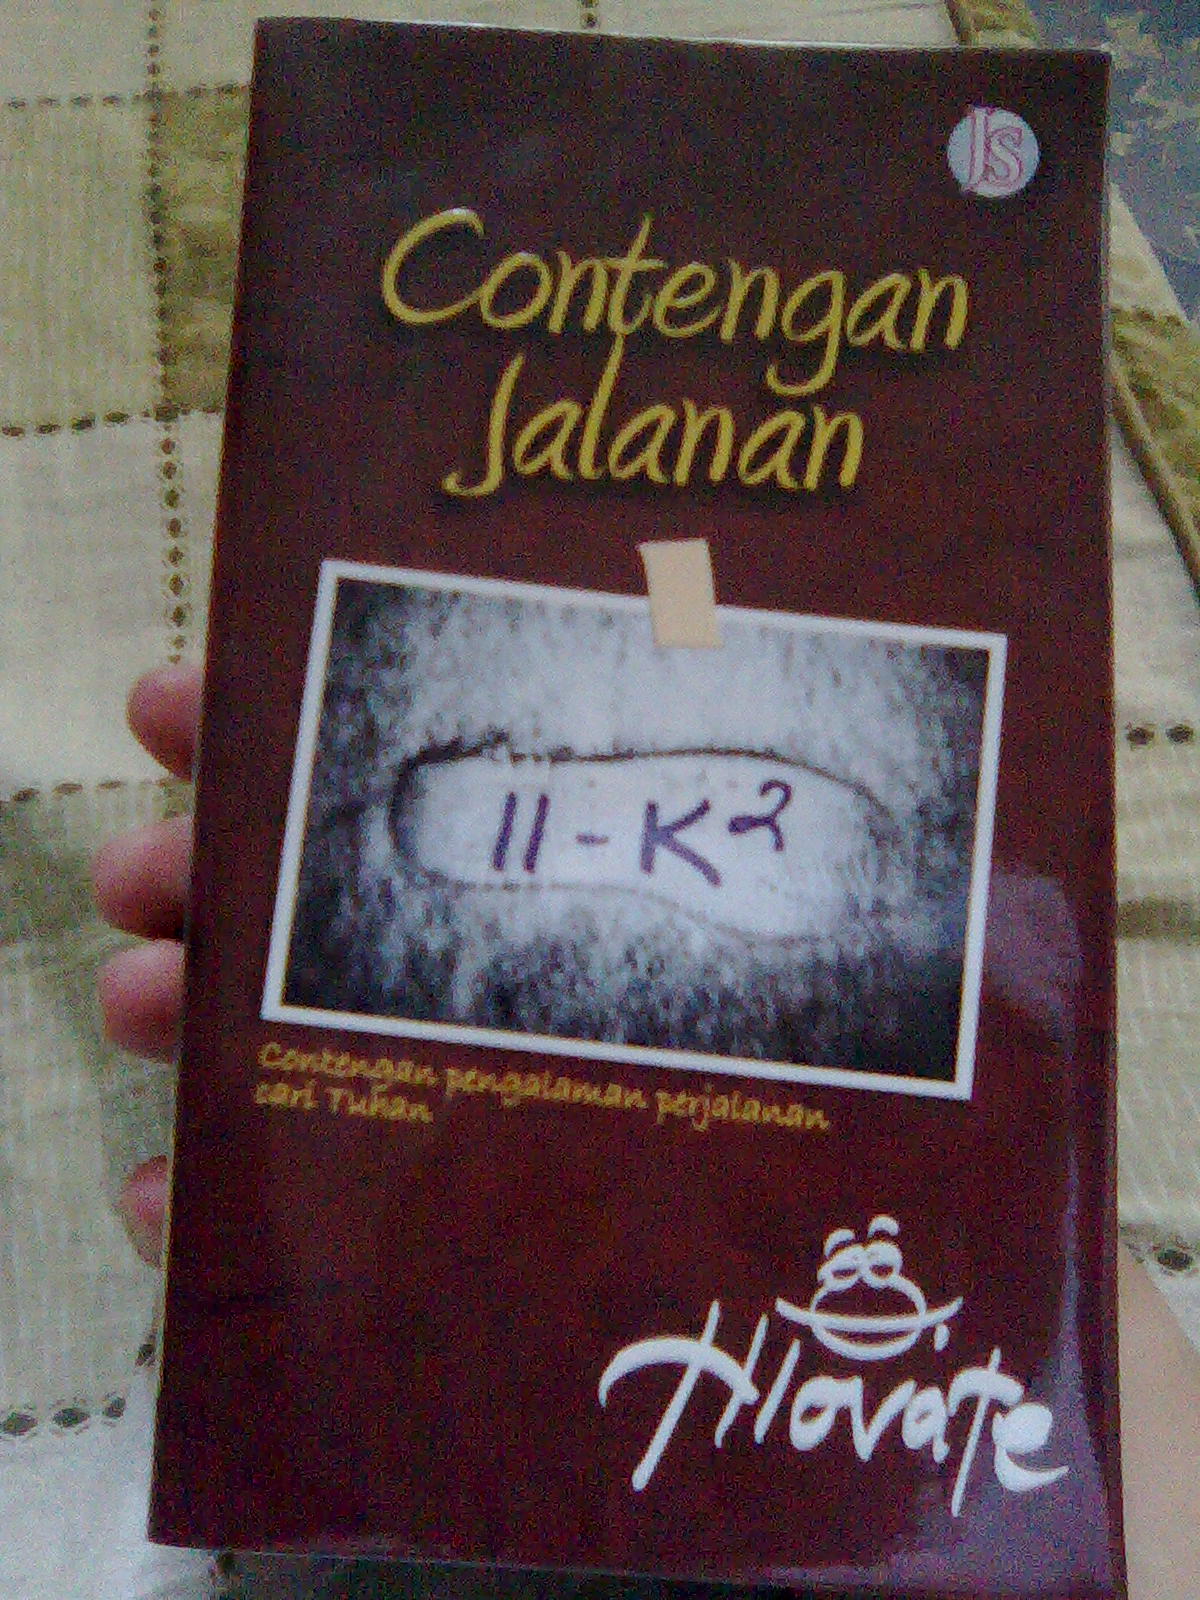 JS
Contengan
Jalanan
11 - K²
Contengan pengalaman perjalanan
cari Tuhan
Hlovate